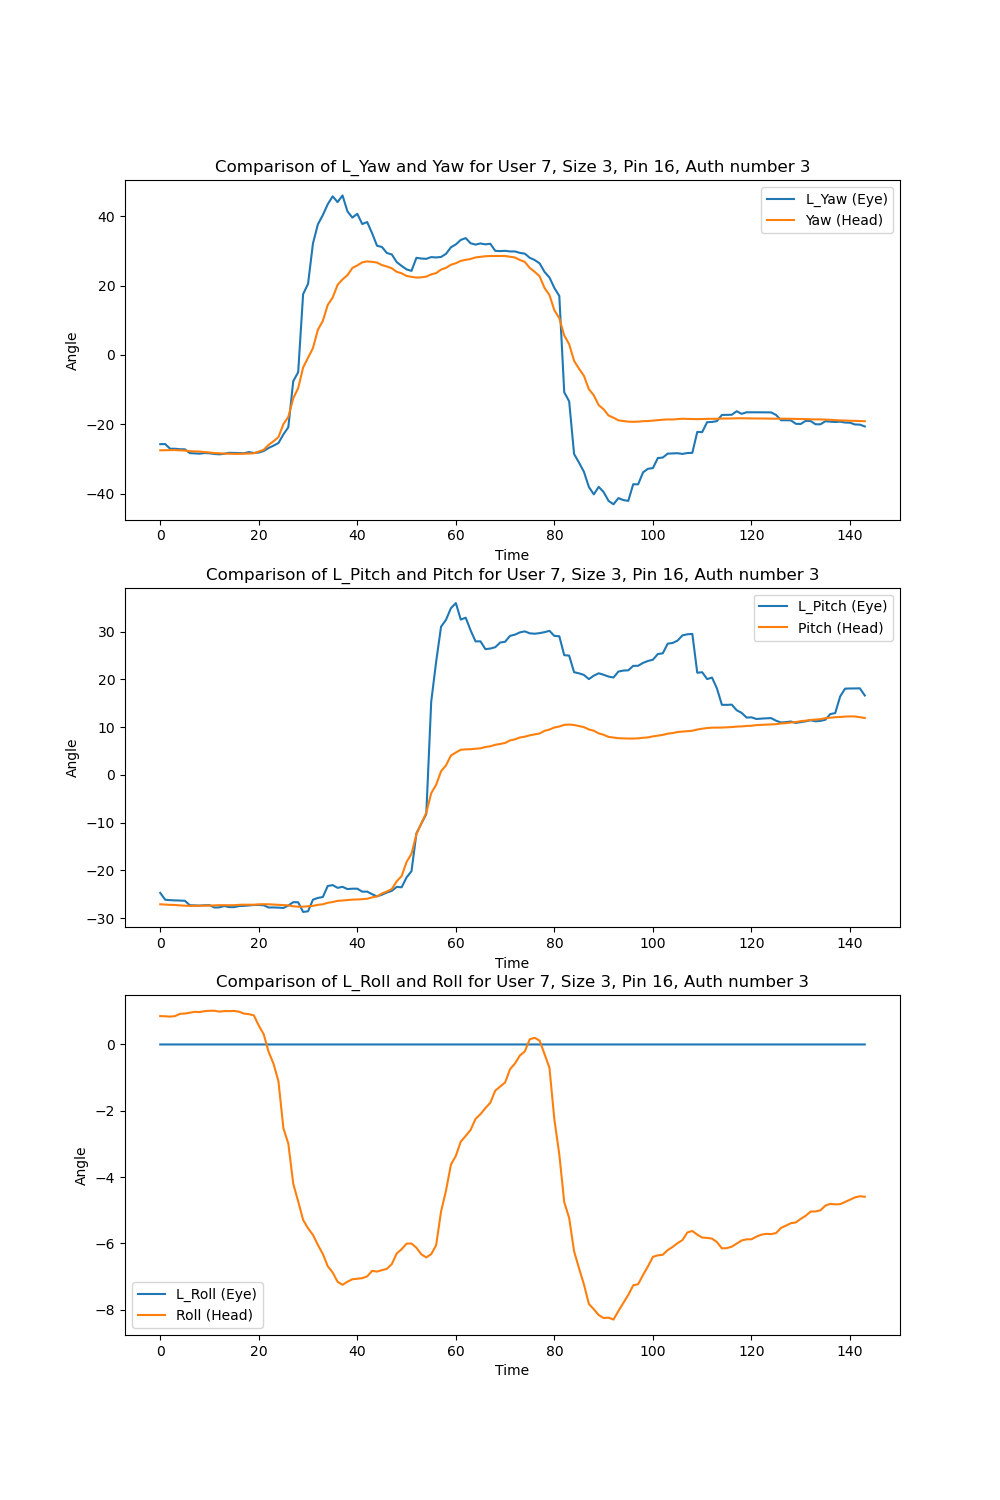 Comparison of L_Yaw and Yaw for User 7, Size 3, Pin 16, Auth number 3
L_Yaw (Eye)
Yaw (Head)
40
20
0
−20
−40
Angle
0 20 40 60 80 100 120 140
Time
Comparison of L_Pitch and Pitch for User 7, Size 3, Pin 16, Auth number 3
L_Pitch (Eye)
Pitch (Head)
30
20
10
0
−10
−20
−30
Angle
0 20 40 60 80 100 120 140
Time
Comparison of L_Roll and Roll for User 7, Size 3, Pin 16, Auth number 3
0
−2
−4
−6
−8
Angle
L_Roll (Eye)
Roll (Head)
0 20 40 60 80 100 120 140
Time